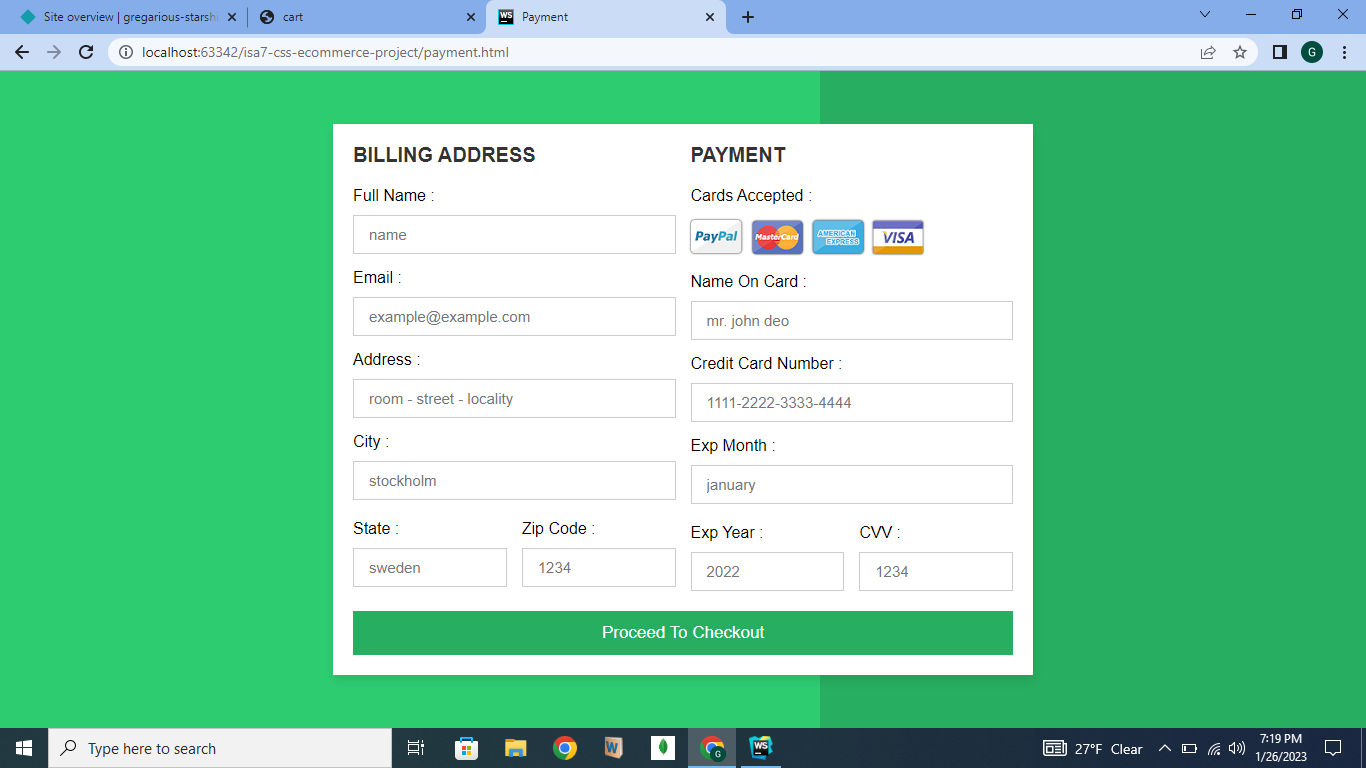 Site overview | gregarious-starsh
cart
WS
Payment
localhost:63342/isa7-css-ecommerce-project/payment.html
G
BILLING ADDRESS
Full Name :
name
Email :
example@example.com
Address :
room - street - locality
City :
stockholm
State :
Zip Code :
sweden
1234
PAYMENT
Cards Accepted :
PayPal
MasterCard
AMERICAN
EXPRESS
VISA
Name On Card :
mr. john deo
Credit Card Number :
1111-2222-3333-4444
Exp Month :
january
Exp Year :
CVV :
2022
1234
Proceed To Checkout
Type here to search
W
G
WS
27°F Clear
7:19 PM
1/26/2023